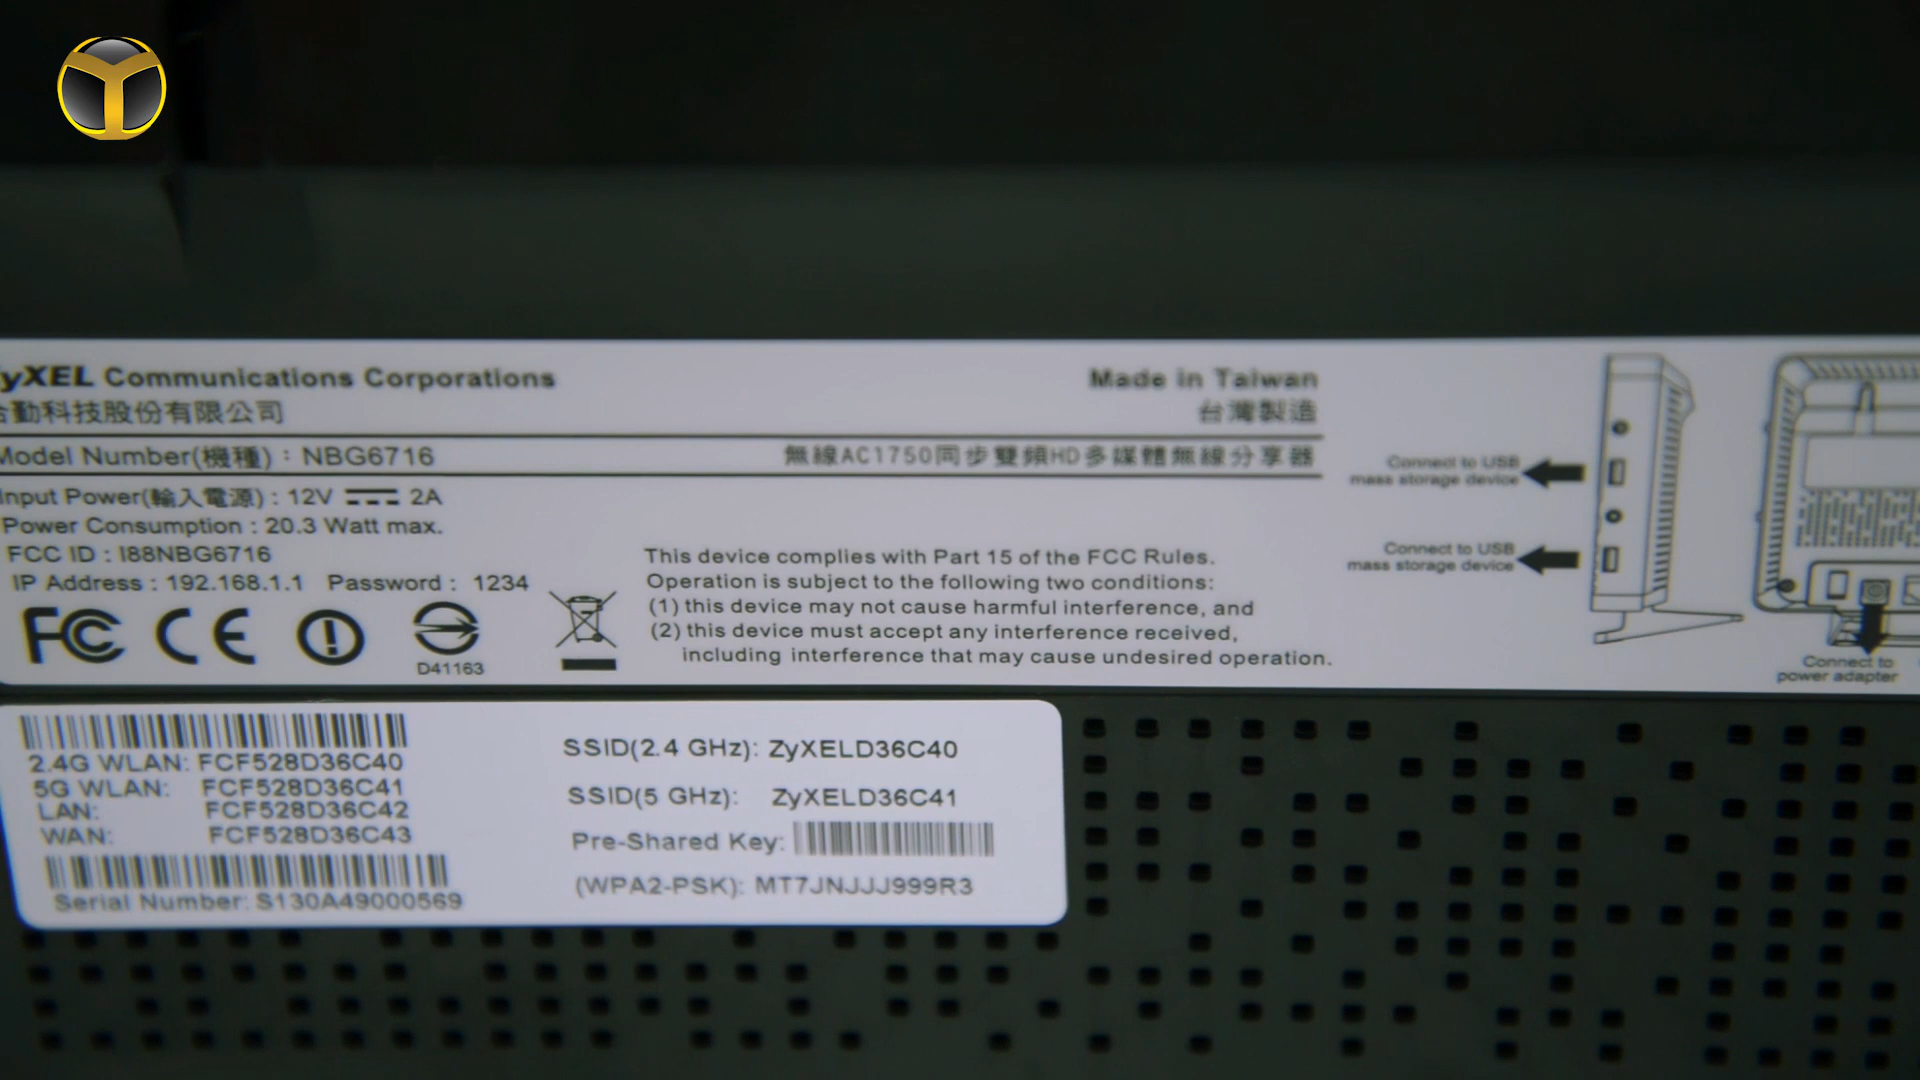 yXEL Communications Corporations
合勤科技股份有限公司
Made in Taiwan
台灣製造
Model Number(機種) : NBG6716
無線AC1750同步雙頻HD多媒體無線分享器
Input Power(輸入電源) : 12V 2A
Power Consumption : 20.3 Watt max.
FCC ID : I88NBG6716
IP Address : 192.168.1.1 Password : 1234
FC CE
D41163
This device complies with Part 15 of the FCC Rules.
Operation is subject to the following two conditions:
(1) this device may not cause harmful interference, and
(2) this device must accept any interference received,
including interference that may cause undesired operation.
Connect to USB
mass storage device
Connect to USB
mass storage device
Connect to
power adapter
2.4G WLAN: FCF528D36C40
5G WLAN: FCF528D36C41
LAN: FCF528D36C42
WAN: FCF528D36C43
Serial Number: S130A49000569
SSID(2.4 GHz): ZyXELD36C40
SSID(5 GHz): ZyXELD36C41
Pre-Shared Key:
(WPA2-PSK): MT7JNJJJ999R3